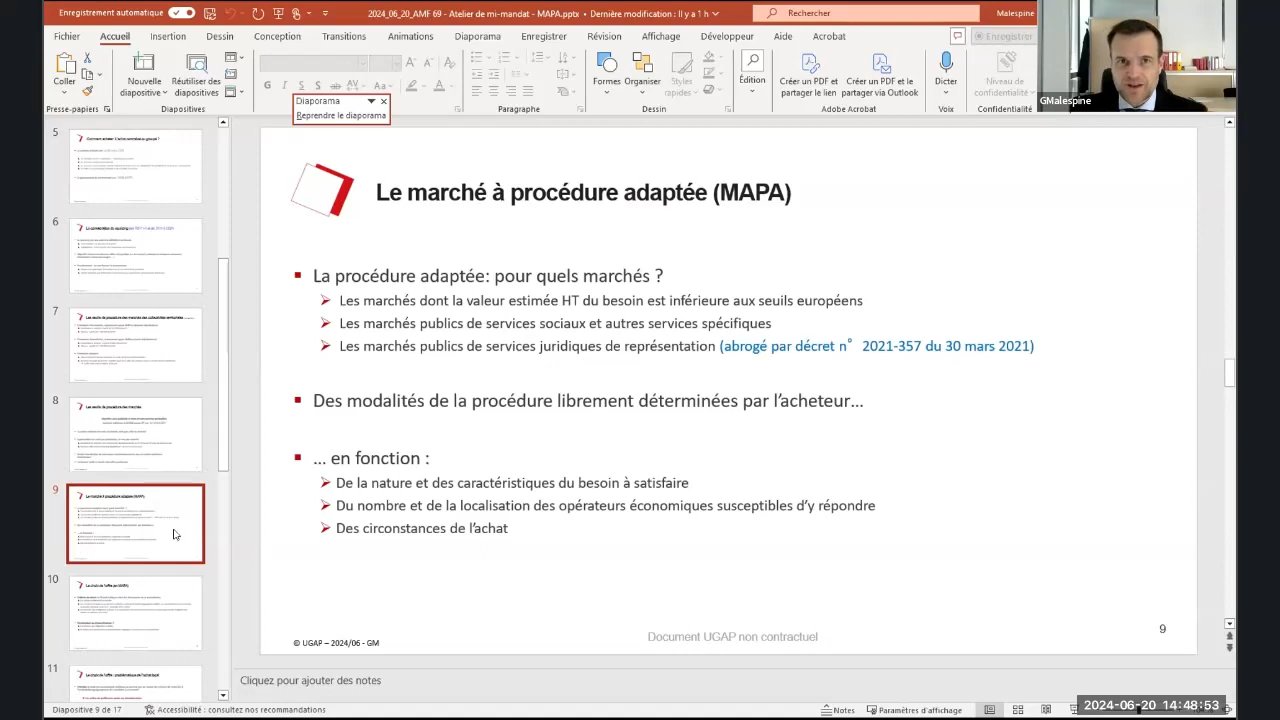 Enregistrement automatique
2024_06_20_AMF 69 - Atelier de mi-mandat - MAPA.pptx • Dernière modification : Il y a 1 h
Rechercher
Malespine
Fichier Accueil Insertion Dessin Conception Transitions Animations Diaporama Enregistrer Révision Affichage Développeur Aide Acrobat
Enregistrer
Coller
Nouvelle diapositive
Réutiliser des diapositives
Formes
Organiser
Styles rapides
Édition
Créer un PDF et partager le lien
Créer un PDF et le partager via Outlook
Dicter
Niveau de confidentialité
Presse-papiers
Diapositives
Paragraphe
Dessin
Adobe Acrobat
Voix
Confidentialité
GMalespine
Diaporama
Reprendre le diaporama
5
6
7
8
9
10
11
Le marché à procédure adaptée (MAPA)
La procédure adaptée: pour quels marchés ?
Les marchés dont la valeur estimée HT du besoin est inférieure aux seuils européens
Les marchés publics de services sociaux et autres services spécifiques
Des marchés publics de services juridiques de représentation (abrogé par décret n° 2021-357 du 30 mars 2021)
Des modalités de la procédure librement déterminées par l'acheteur…
… en fonction :
De la nature et des caractéristiques du besoin à satisfaire
Du nombre et de la localisation des opérateurs économiques susceptibles d'y répondre
Des circonstances de l'achat
© UGAP – 2024/06 - GM
Document UGAP non contractuel
9
Cliquez pour ajouter des notes
Diapositive 9 de 17
Accessibilité : consultez nos recommandations
Notes
Paramètres d'affichage
2024-06-20 14:48:53